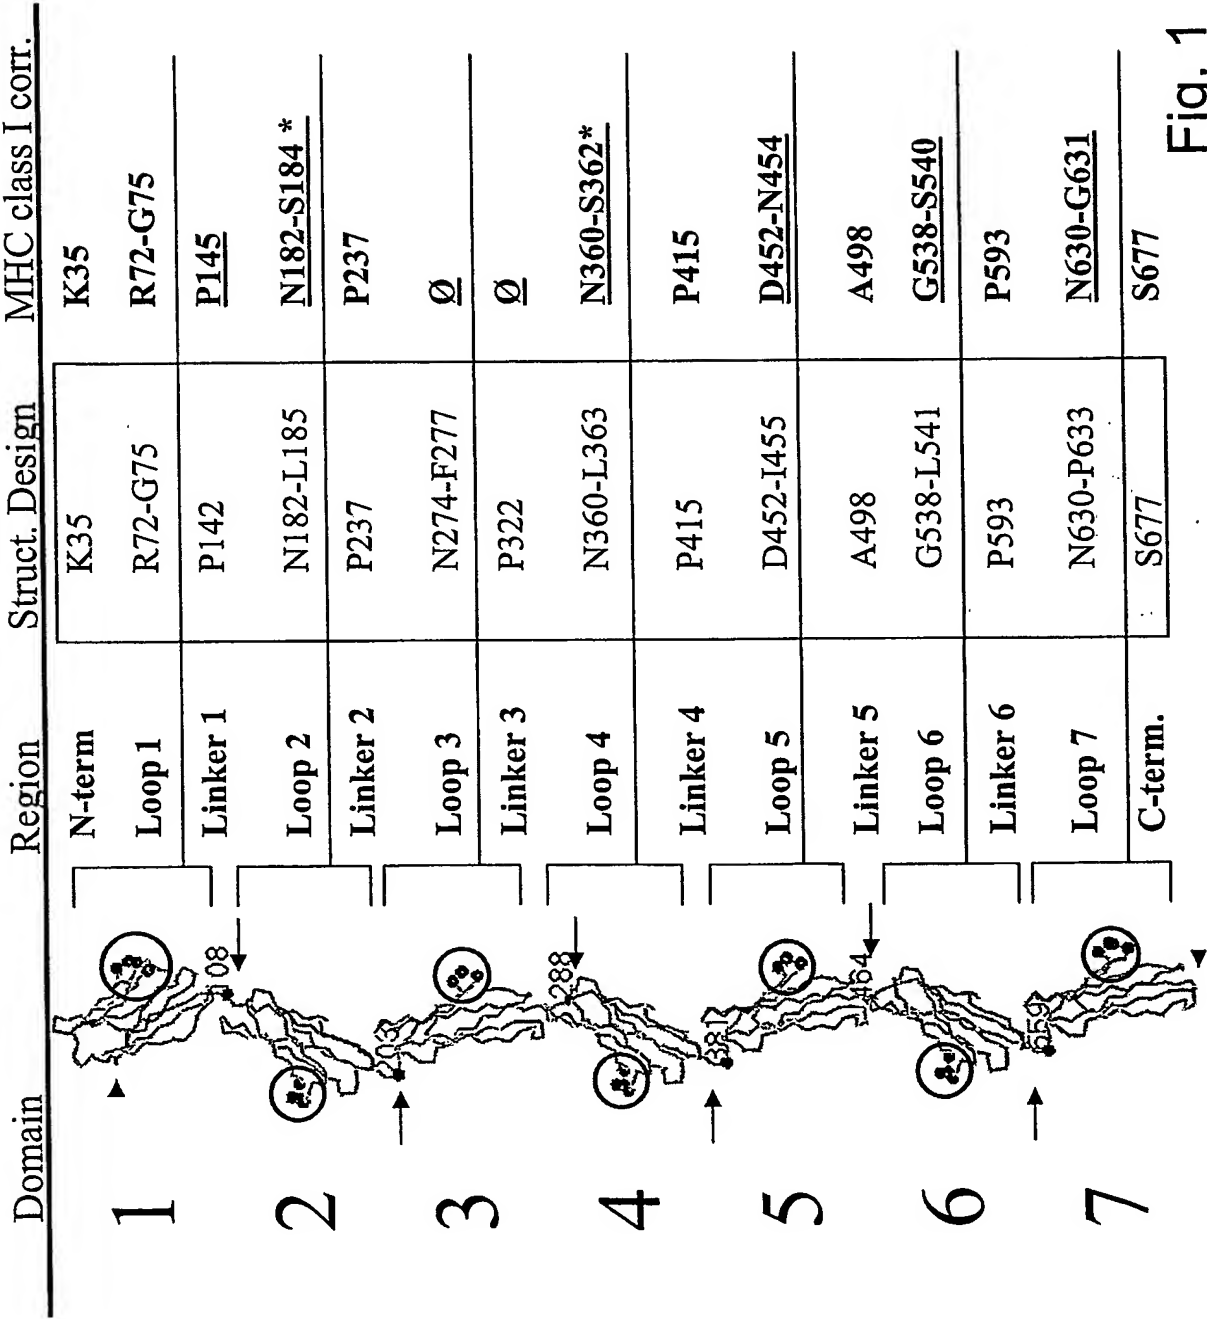 Domain Region Struct. Design MHC class I corr.
N-term K35 K35
1 Loop 1 R72-G75 R72-G75
108 Linker 1 P142 P145
2 Loop 2 N182-L185 N182-S184 *
Linker 2 P237 P237
3 Loop 3 N274-F277 Ø
288 Linker 3 P322 Ø
4 Loop 4 N360-L363 N360-S362*
381 Linker 4 P415 P415
5 Loop 5 D452-I455 D452-N454
464 Linker 5 A498 A498
6 Loop 6 G538-L541 G538-S540
559 Linker 6 P593 P593
7 Loop 7 N630-P633 N630-G631
C-term. S677 S677
Fig. 1